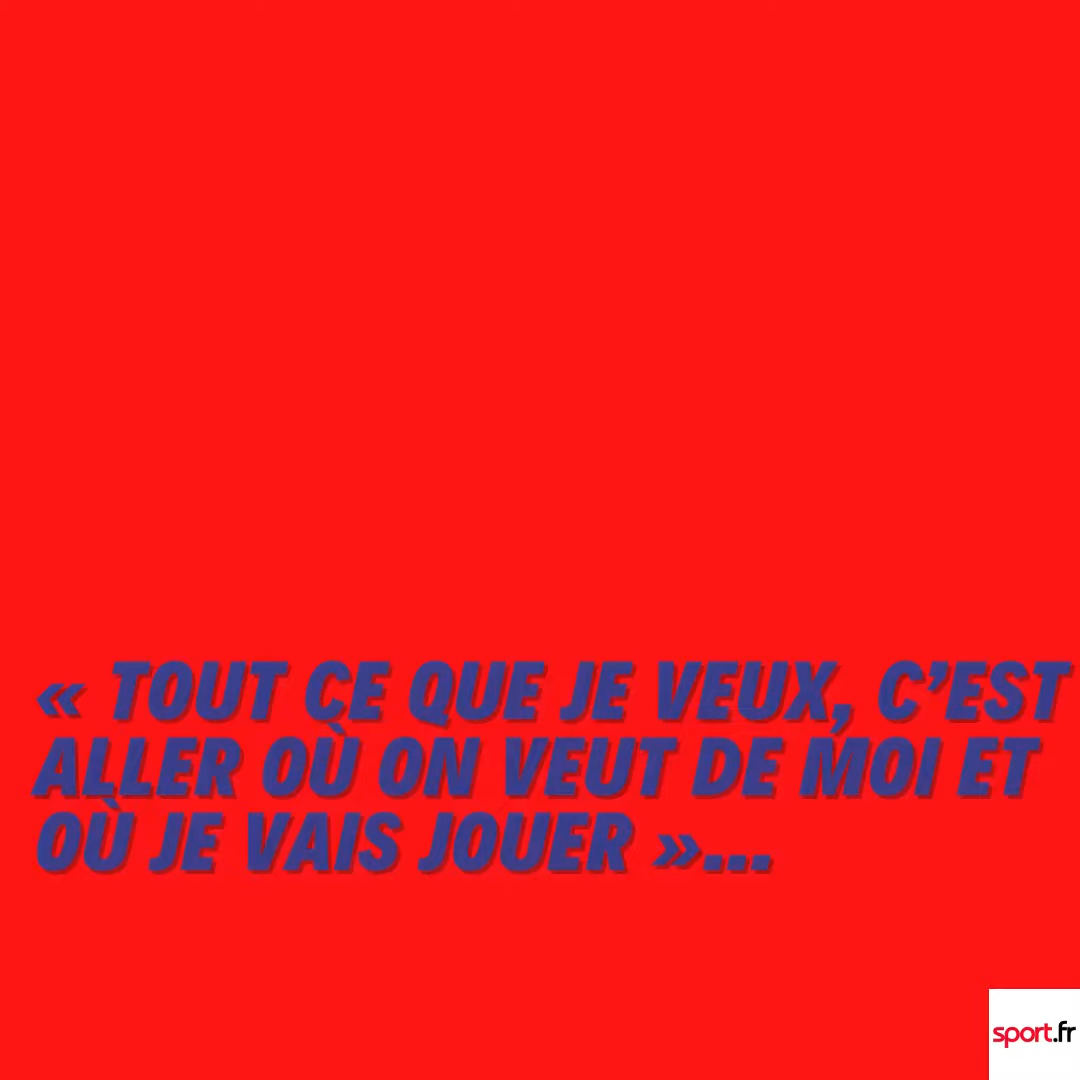 « TOUT CE QUE JE VEUX, C’EST
ALLER OÙ ON VEUT DE MOI ET
OÙ JE VAIS JOUER »...
sport.fr